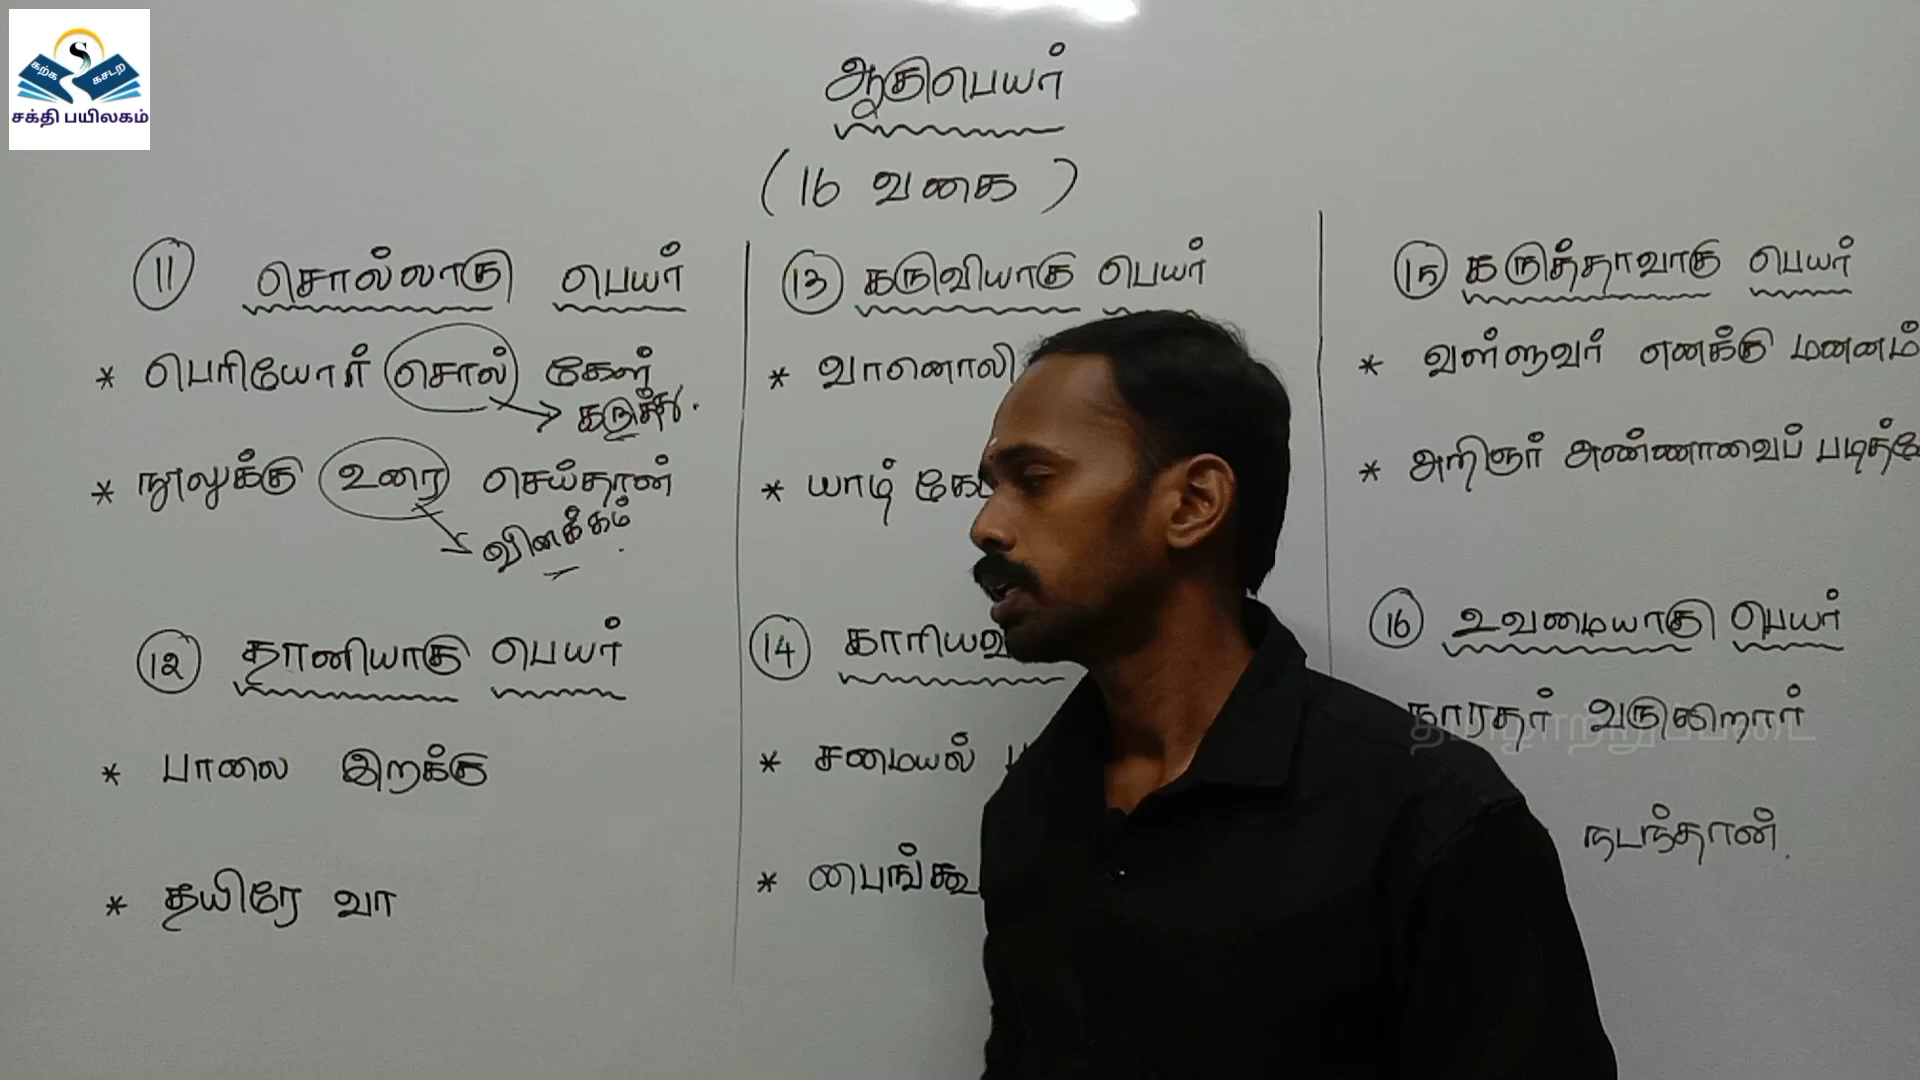 கற்க
கசடற
சக்தி பயிலகம்
ஆகுபெயர்
(16 வகை)
11 சொல்லாகு பெயர்
* பெரியோர் சொல் கேள்
கருத்து.
* நூலுக்கு உரை செய்தான்
விளக்கம்.
12 தானியாகு பெயர்
* பாலை இறக்கு
* தயிரே வா
13 கருவியாகு பெயர்
* வானொலி
* யாழ்
14
* சமையல்
*
15 கருத்தாவாகு பெயர்
* வள்ளுவர் எனக்கு மனனம்
* அறிஞர் அண்ணாவைப்
16 உவமையாகு பெயர்
நாரதர் வருகிறார்
நடந்தான்.